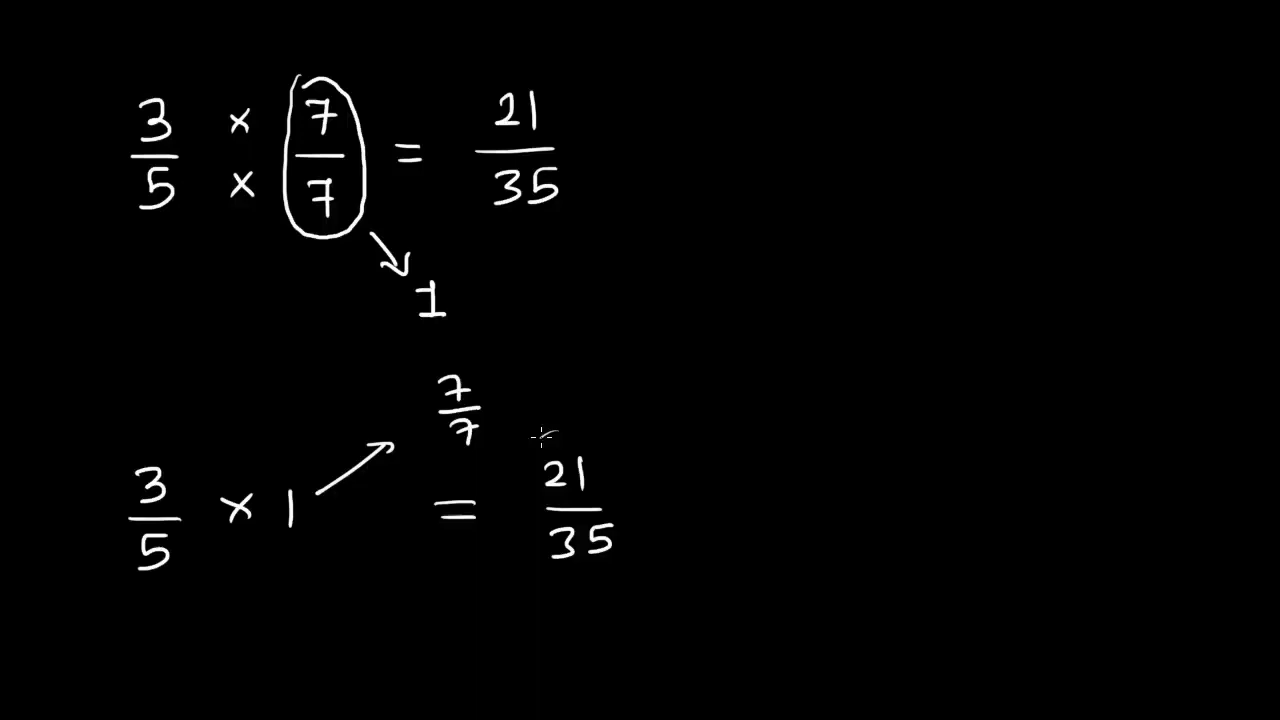 3/5 × × 7/7 = 21/35
1
7/7
3/5 × 1 = 21/35